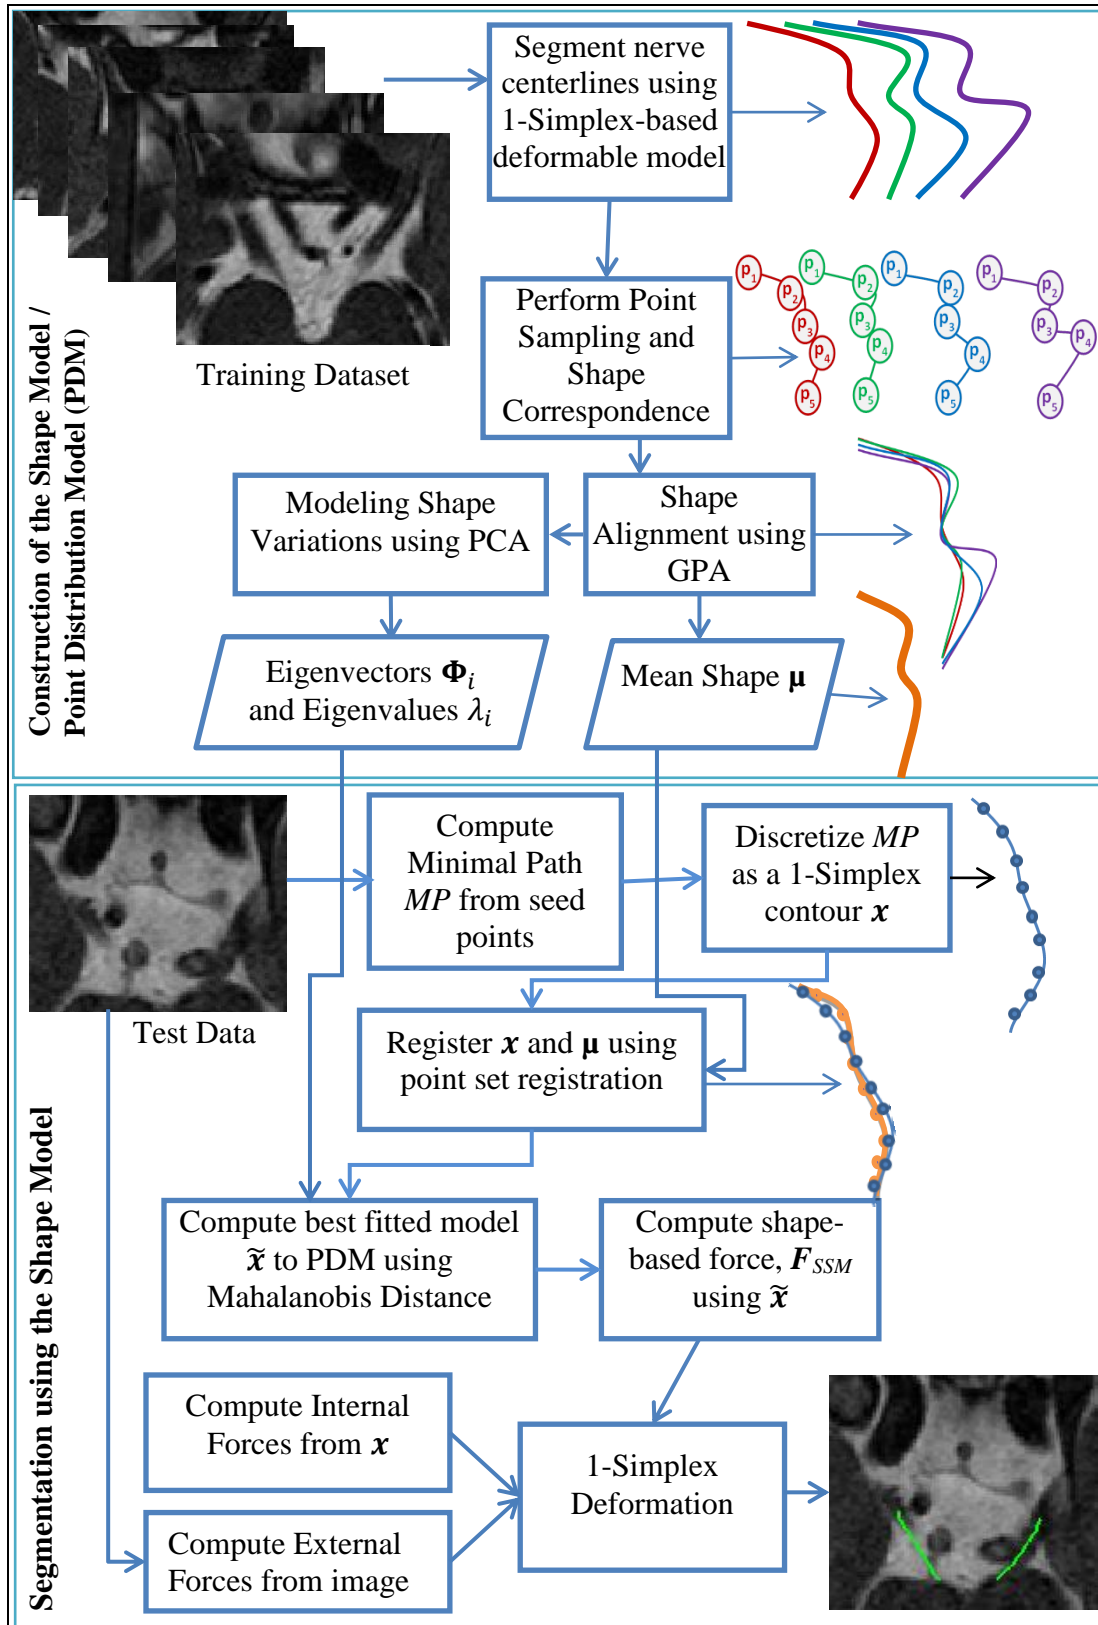 Segment nerve
centerlines using
1-Simplex-based
deformable model
Training Dataset
Perform Point
Sampling and
Shape
Correspondence
p1 p2 p3 p4 p5
p1 p2 p3 p4 p5
p1 p2 p3 p4 p5
p1 p2 p3 p4 p5
Construction of the Shape Model /
Point Distribution Model (PDM)
Modeling Shape
Variations using PCA
Shape
Alignment using
GPA
Eigenvectors Φi
and Eigenvalues λi
Mean Shape μ
Segmentation using the Shape Model
Test Data
Compute
Minimal Path
MP from seed
points
Discretize MP
as a 1-Simplex
contour x
Register x and μ using
point set registration
Compute best fitted model
x̃ to PDM using
Mahalanobis Distance
Compute shape-
based force, FSSM
using x̃
Compute Internal
Forces from x
Compute External
Forces from image
1-Simplex
Deformation